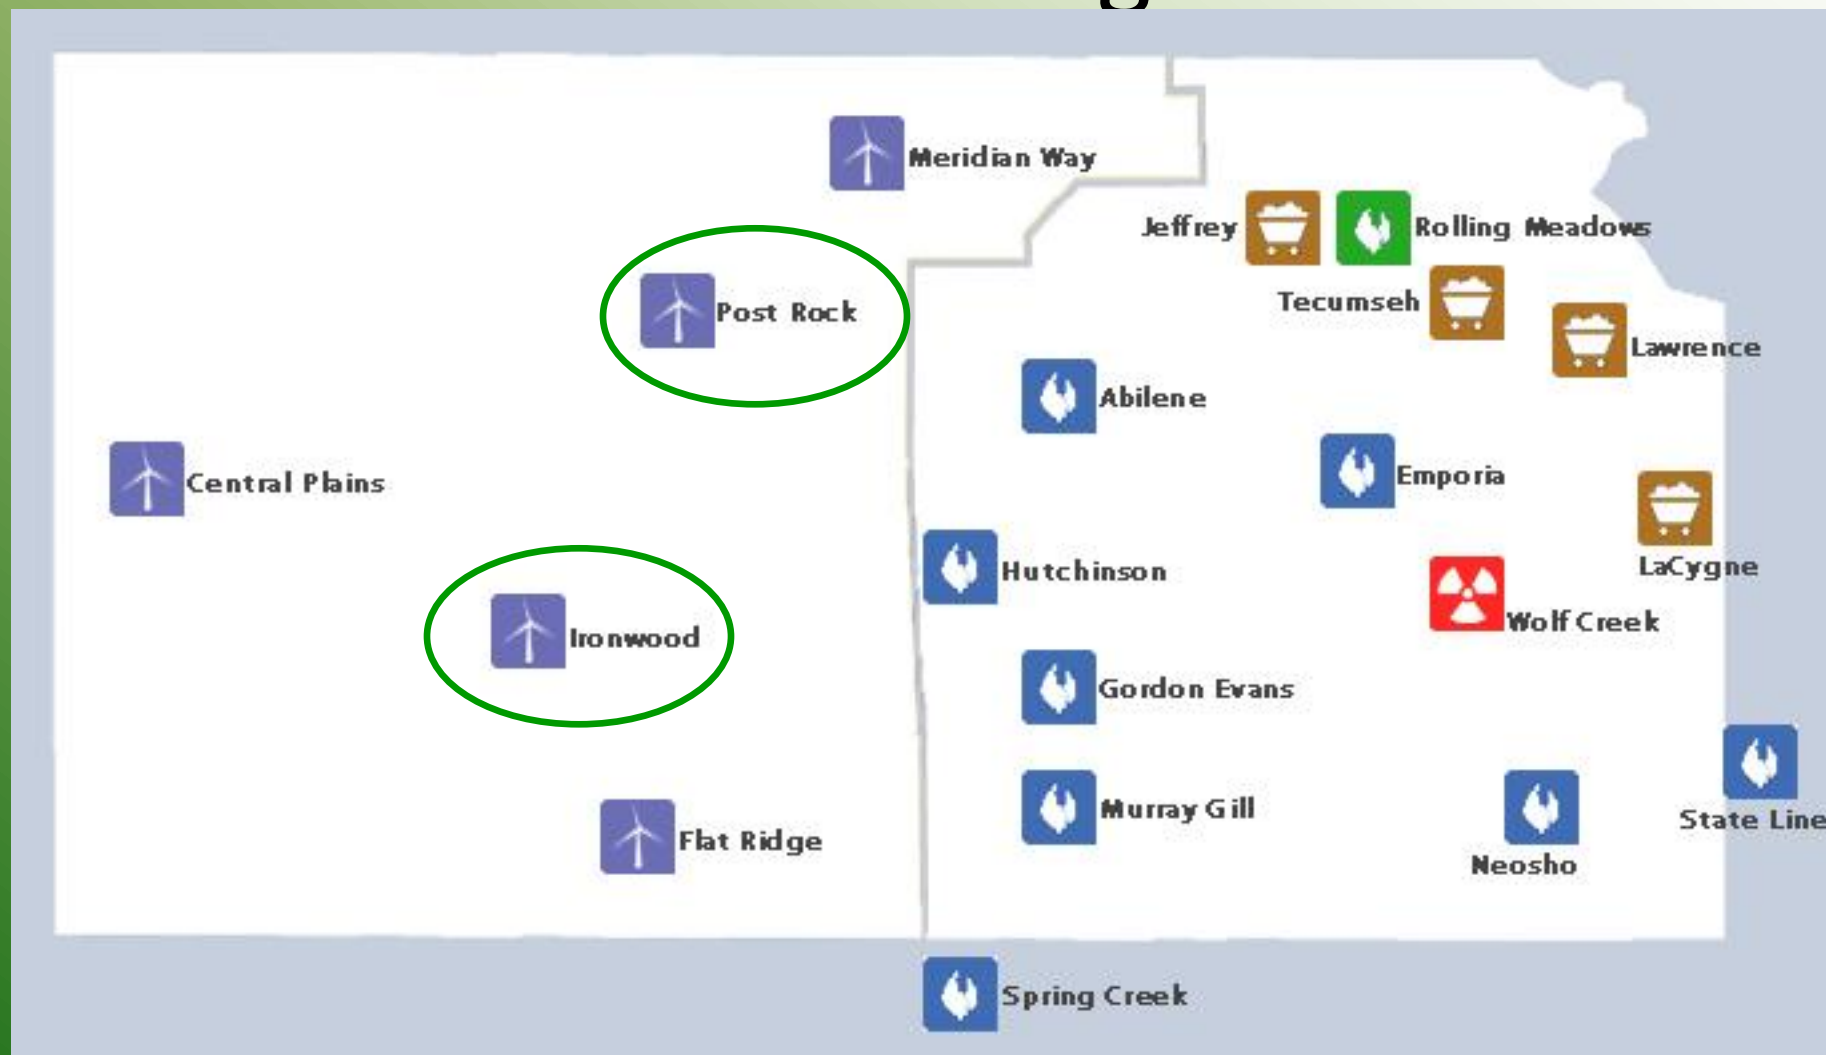 Meridian Way
Jeffrey
Rolling Meadows
Post Rock
Tecumseh
Lawrence
Abilene
Central Plains
Emporia
Hutchinson
LaCygne
Ironwood
Wolf Creek
Gordon Evans
Murray Gill
State Line
Flat Ridge
Neosho
Spring Creek